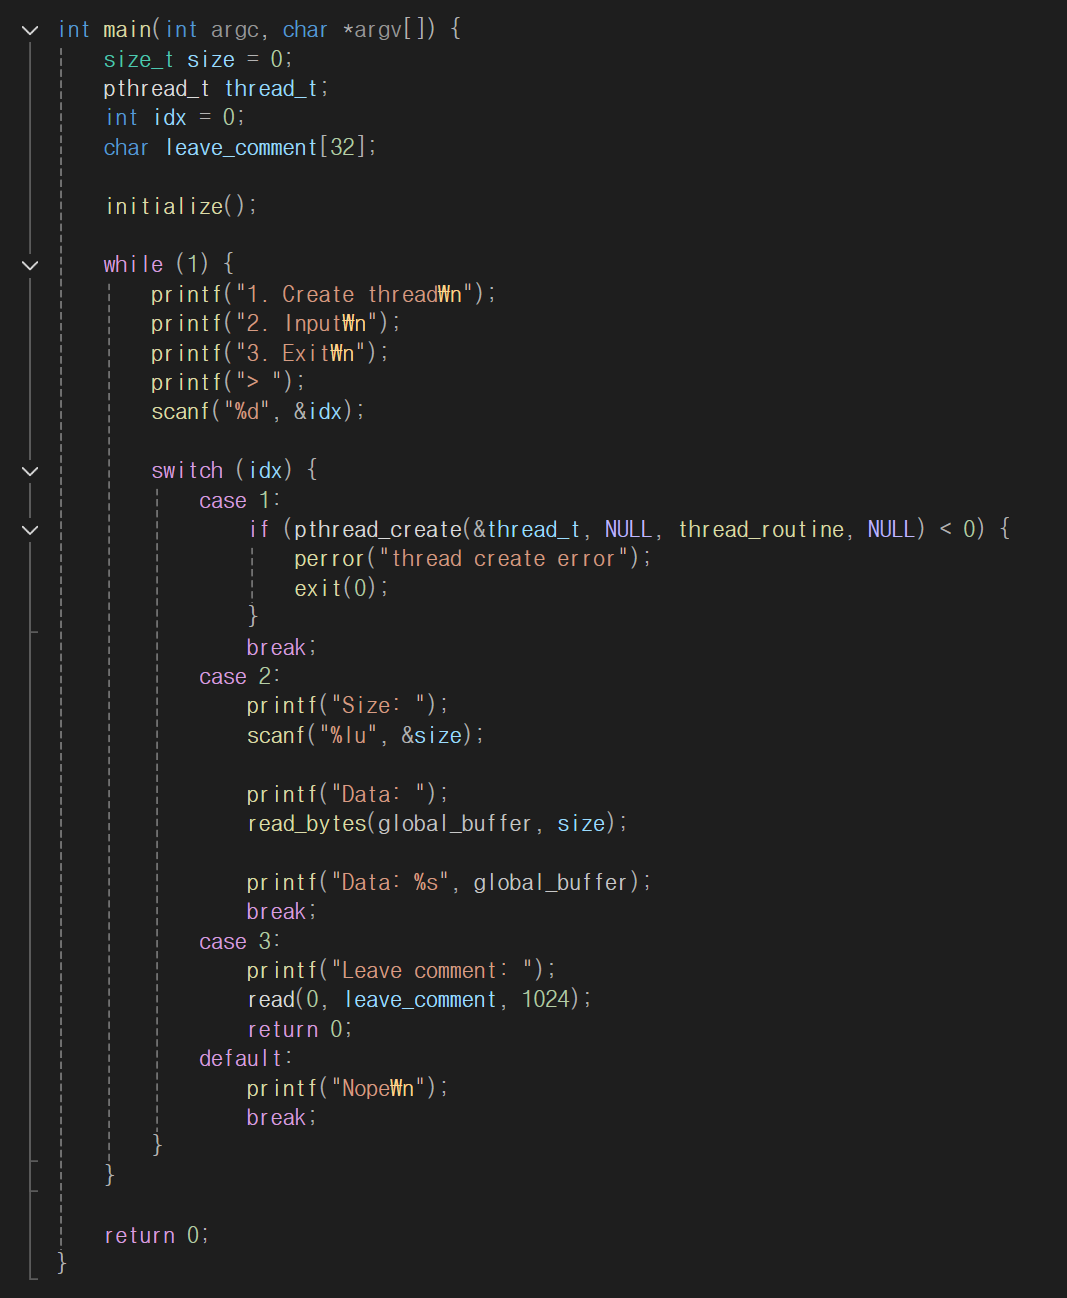 int main(int argc, char *argv[]) {
size_t size = 0;
pthread_t thread_t;
int idx = 0;
char leave_comment[32];
initialize();
while (1) {
printf("1. Create thread₩n");
printf("2. Input₩n");
printf("3. Exit₩n");
printf("> ");
scanf("%d", &idx);
switch (idx) {
case 1:
if (pthread_create(&thread_t, NULL, thread_routine, NULL) < 0) {
perror("thread create error");
exit(0);
}
break;
case 2:
printf("Size: ");
scanf("%lu", &size);
printf("Data: ");
read_bytes(global_buffer, size);
printf("Data: %s", global_buffer);
break;
case 3:
printf("Leave comment: ");
read(0, leave_comment, 1024);
return 0;
default:
printf("Nope₩n");
break;
}
}
return 0;
}